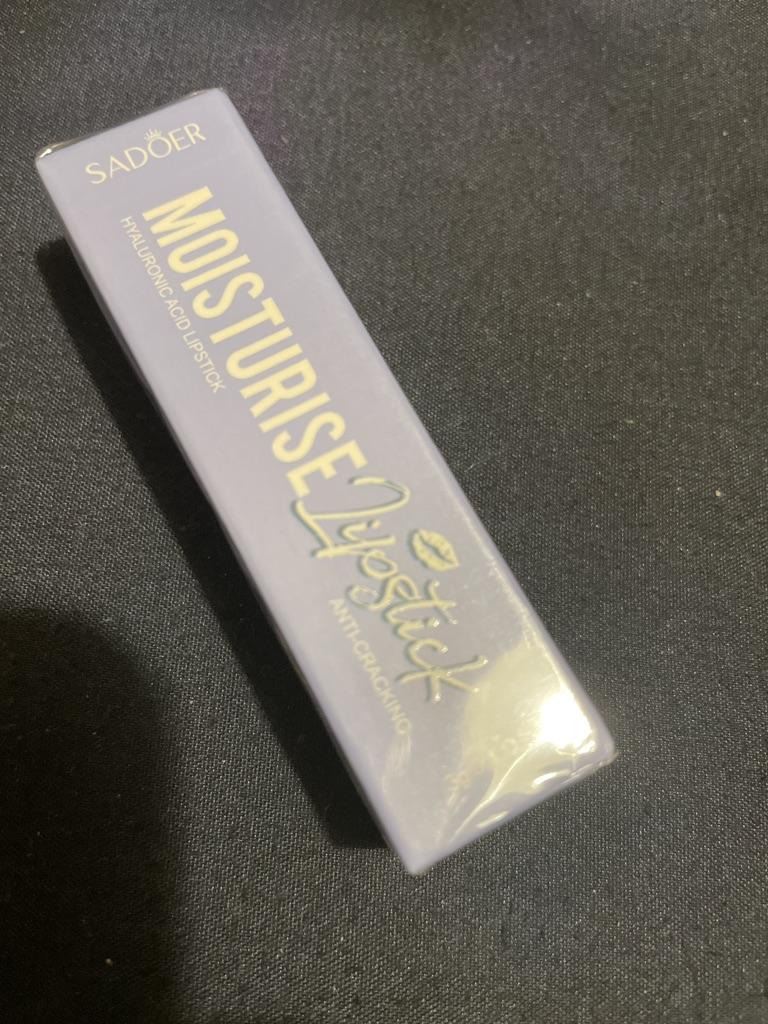 SADOER
MOISTURISE
HYALURONIC ACID LIPSTICK
Lipstick
ANTI-CRACKING